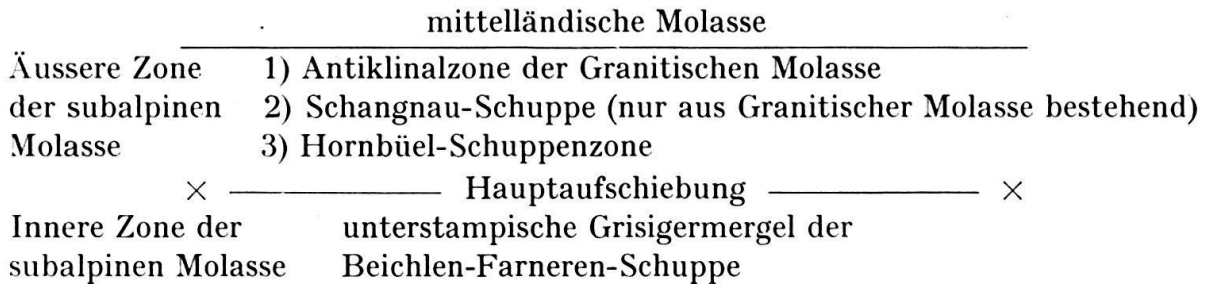 mittelländische Molasse
Äussere Zone 1) Antiklinalzone der Granitischen Molasse
der subalpinen 2) Schangnau-Schuppe (nur aus Granitischer Molasse bestehend)
Molasse 3) Hornbüel-Schuppenzone
× ——— Hauptaufschiebung ——— ×
Innere Zone der unterstampische Grisigermergel der
subalpinen Molasse Beichlen-Farneren-Schuppe